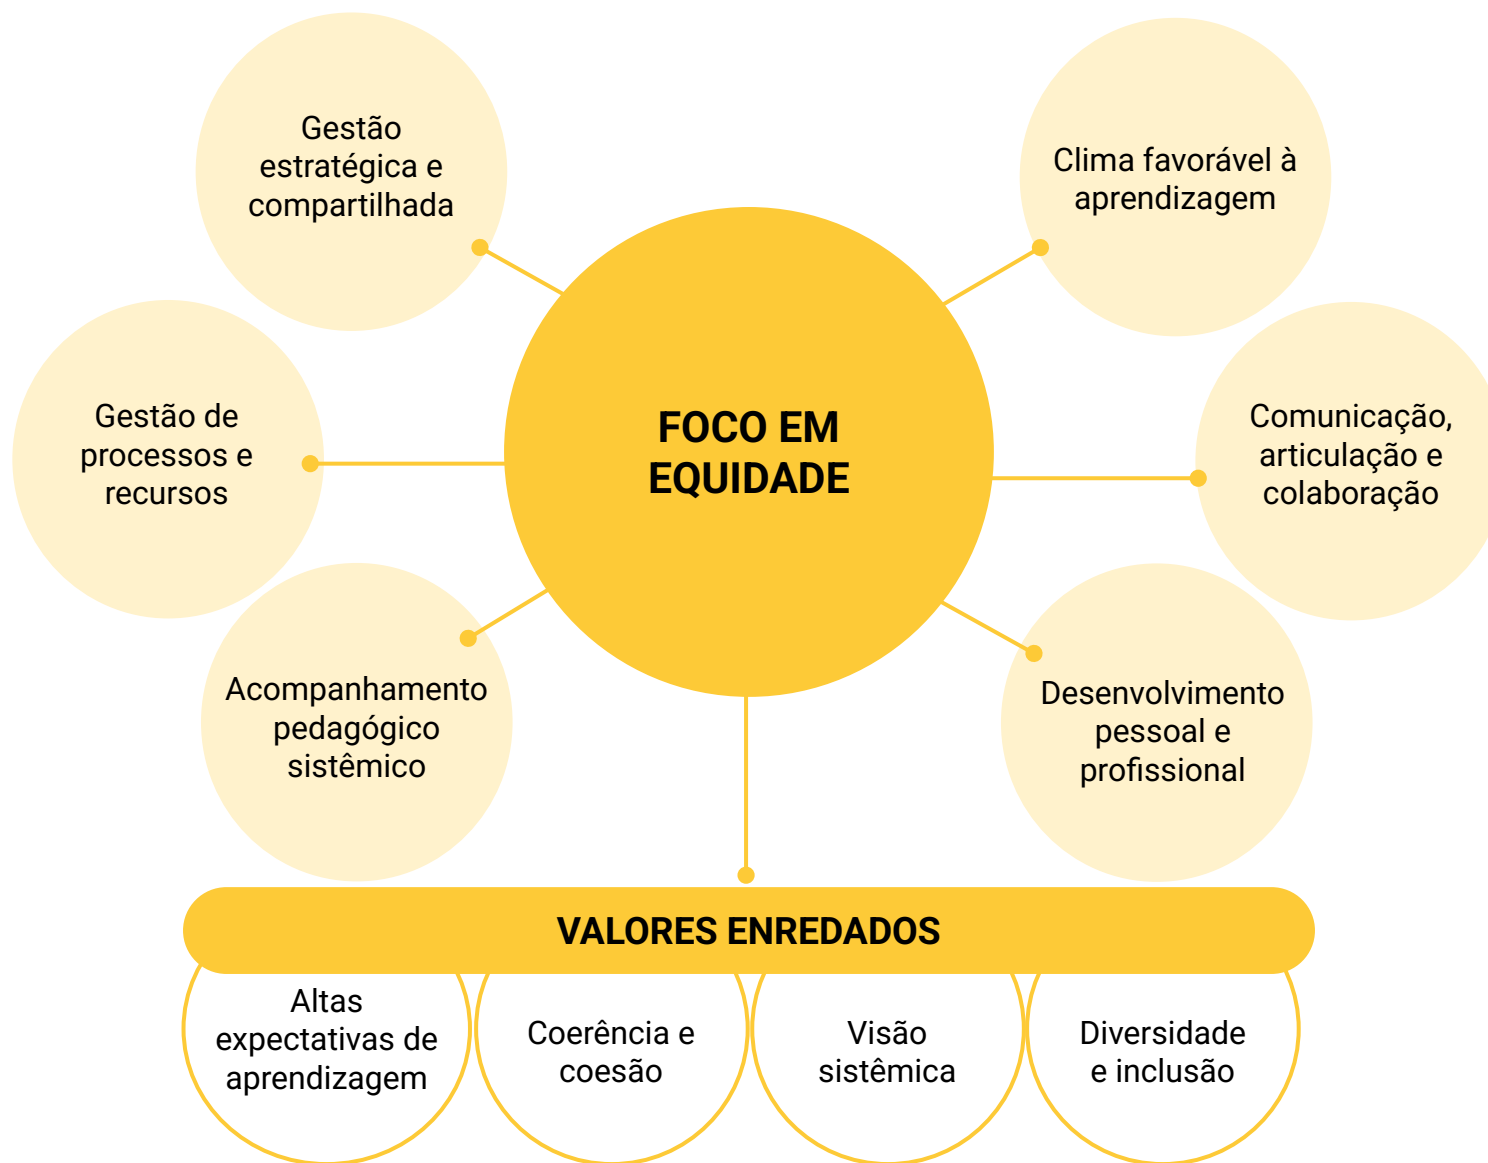 Gestão
estratégica e
compartilhada
Clima favorável à
aprendizagem
Gestão de
processos e
recursos
FOCO EM
EQUIDADE
Comunicação,
articulação e
colaboração
Acompanhamento
pedagógico
sistêmico
Desenvolvimento
pessoal e
profissional
VALORES ENREDADOS
Altas
expectativas de
aprendizagem
Coerência e
coesão
Visão
sistêmica
Diversidade
e inclusão